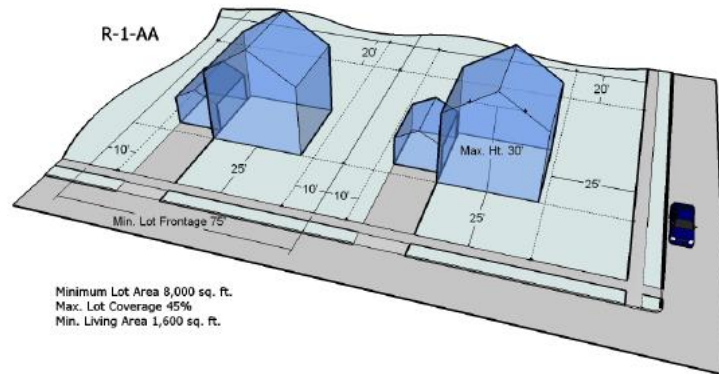 R-1-AA
20'
20'
10'
25'
Max. Ht. 30'
10'
10'
25'
25'
Min. Lot Frontage 75'
Minimum Lot Area 8,000 sq. ft.
Max. Lot Coverage 45%
Min. Living Area 1,600 sq. ft.